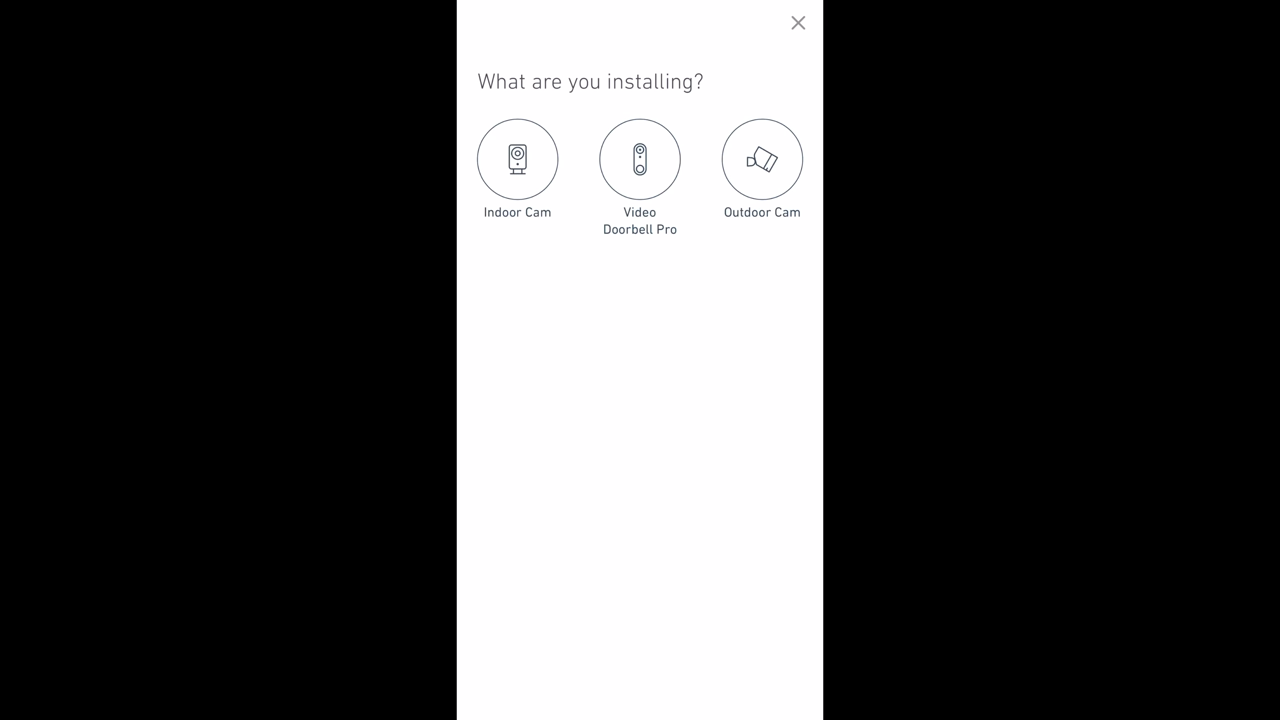 What are you installing?
Indoor Cam
Video
Doorbell Pro
Outdoor Cam